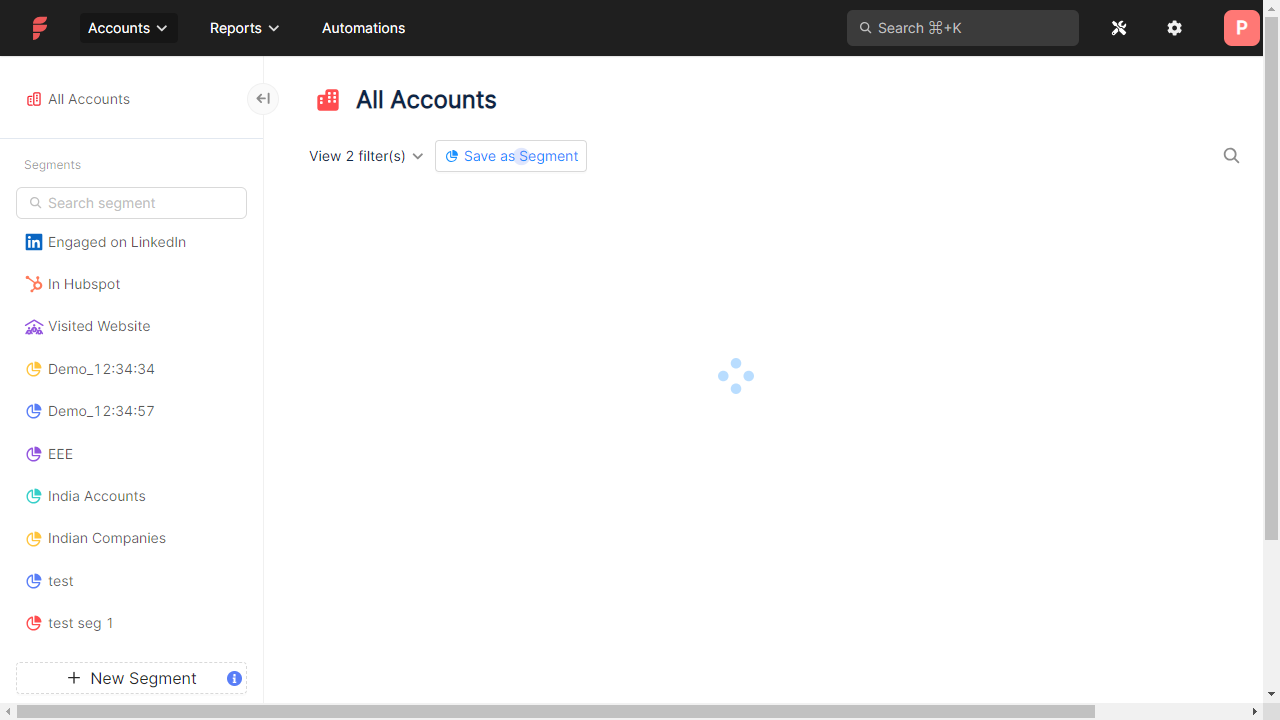 Accounts
Reports
Automations
Search ⌘+K
P
All Accounts
Segments
Search segment
Engaged on LinkedIn
In Hubspot
Visited Website
Demo_12:34:34
Demo_12:34:57
EEE
India Accounts
Indian Companies
test
test seg 1
New Segment
All Accounts
View 2 filter(s)
Save as Segment